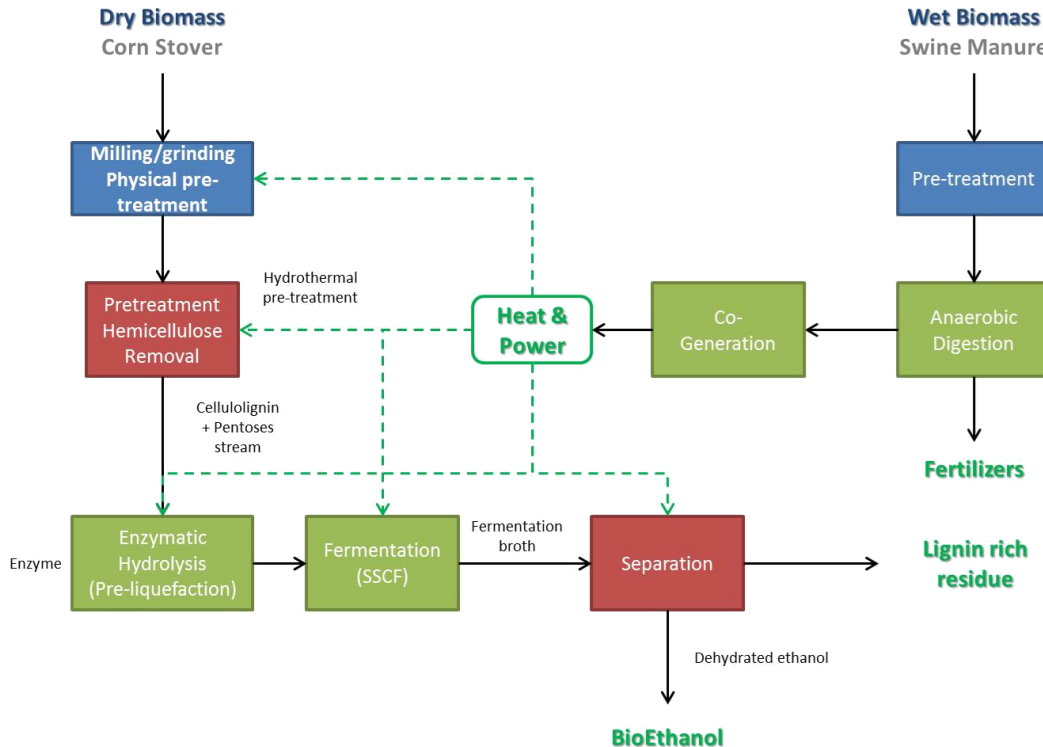 Dry Biomass
Corn Stover
Wet Biomass
Swine Manure
Milling/grinding
Physical pre-
treatment
Pre-treatment
Hydrothermal
pre-treatment
Pretreatment
Hemicellulose
Removal
Heat &
Power
Co-
Generation
Anaerobic
Digestion
Cellulolignin
+ Pentoses
stream
Fertilizers
Enzyme
Enzymatic
Hydrolysis
(Pre-liquefaction)
Fermentation
(SSCF)
Fermentation
broth
Separation
Lignin rich
residue
Dehydrated ethanol
BioEthanol